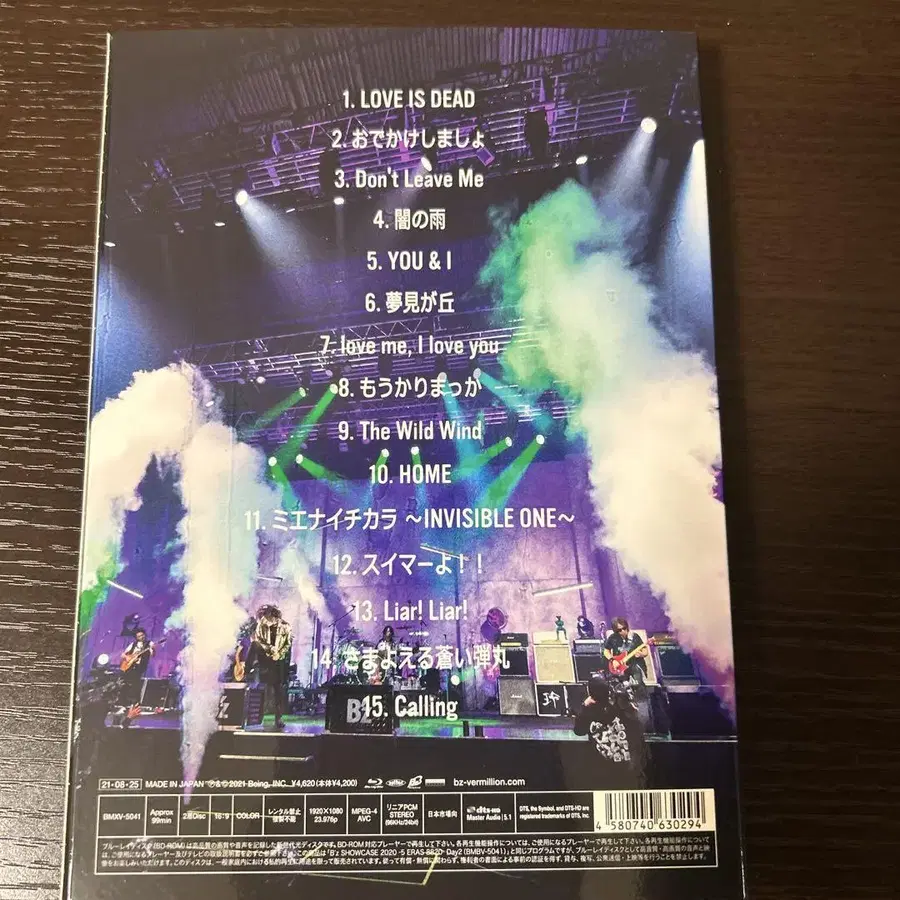 1. LOVE IS DEAD
2. おでかけしましょ
3. Don't Leave Me
4. 闇の雨
5. YOU & I
6. 夢見が丘
7. love me, I love you
8. もうかりまっか
9. The Wild Wind
10. HOME
11. ミエナイチカラ ～INVISIBLE ONE～
12. スイマーよ！！
13. Liar! Liar!
14. さまよえる蒼い弾丸
B'z
15. Calling
21・08・25 MADE IN JAPAN Ⓟ&© 2021 Being, INC. ¥4,620(本体¥4,200) bz-vermillion.com
BMXV-5041 Approx 99min 2層Disc 16:9 COLOR レンタル禁止 複製不能 1920×1080 23.976p MPEG-4 AVC リニアPCM STEREO (96K/24bit) 日本市場向 dts-HD Master Audio 5.1 DTS, the Symbol, and DTS-HD are registered trademarks of DTS, Inc.
4 580740 630294